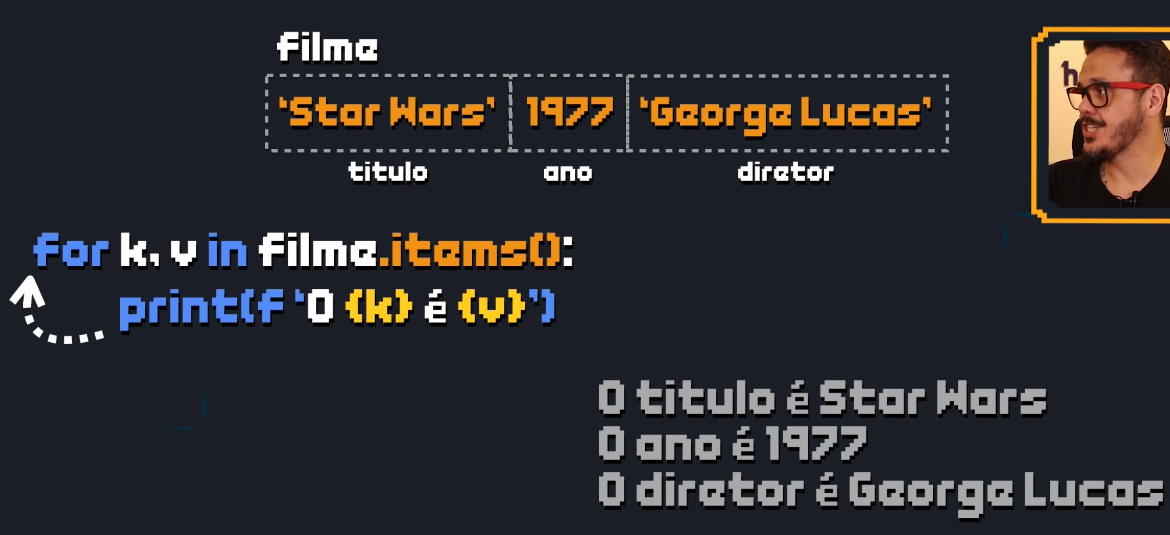 filme
'Star Wars' 1977 'George Lucas'
titulo ano diretor
for k, v in filme.items():
print(f 'O {k} é {v}')
O titulo é Star Wars
O ano é 1977
O diretor é George Lucas